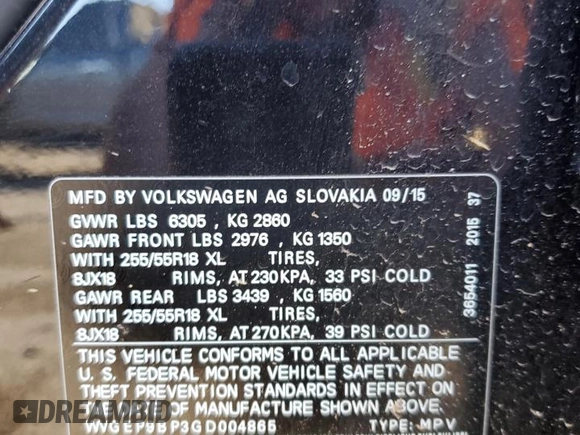 MFD BY VOLKSWAGEN AG SLOVAKIA 09/15
GVWR LBS 6305 , KG 2860
GAWR FRONT LBS 2976 , KG 1350
WITH 255/55R18 XL TIRES,
8JX18 RIMS, AT 230KPA, 33 PSI COLD
GAWR REAR LBS 3439 , KG 1560
WITH 255/55R18 XL TIRES,
8JX18 RIMS, AT 270KPA, 39 PSI COLD
THIS VEHICLE CONFORMS TO ALL APPLICABLE
U. S. FEDERAL MOTOR VEHICLE SAFETY AND
THEFT PREVENTION STANDARDS IN EFFECT ON
OF MANUFACTURE SHOWN ABOVE.
D004865 TYPE: MPV
3654011 2015 37
DREAMBID